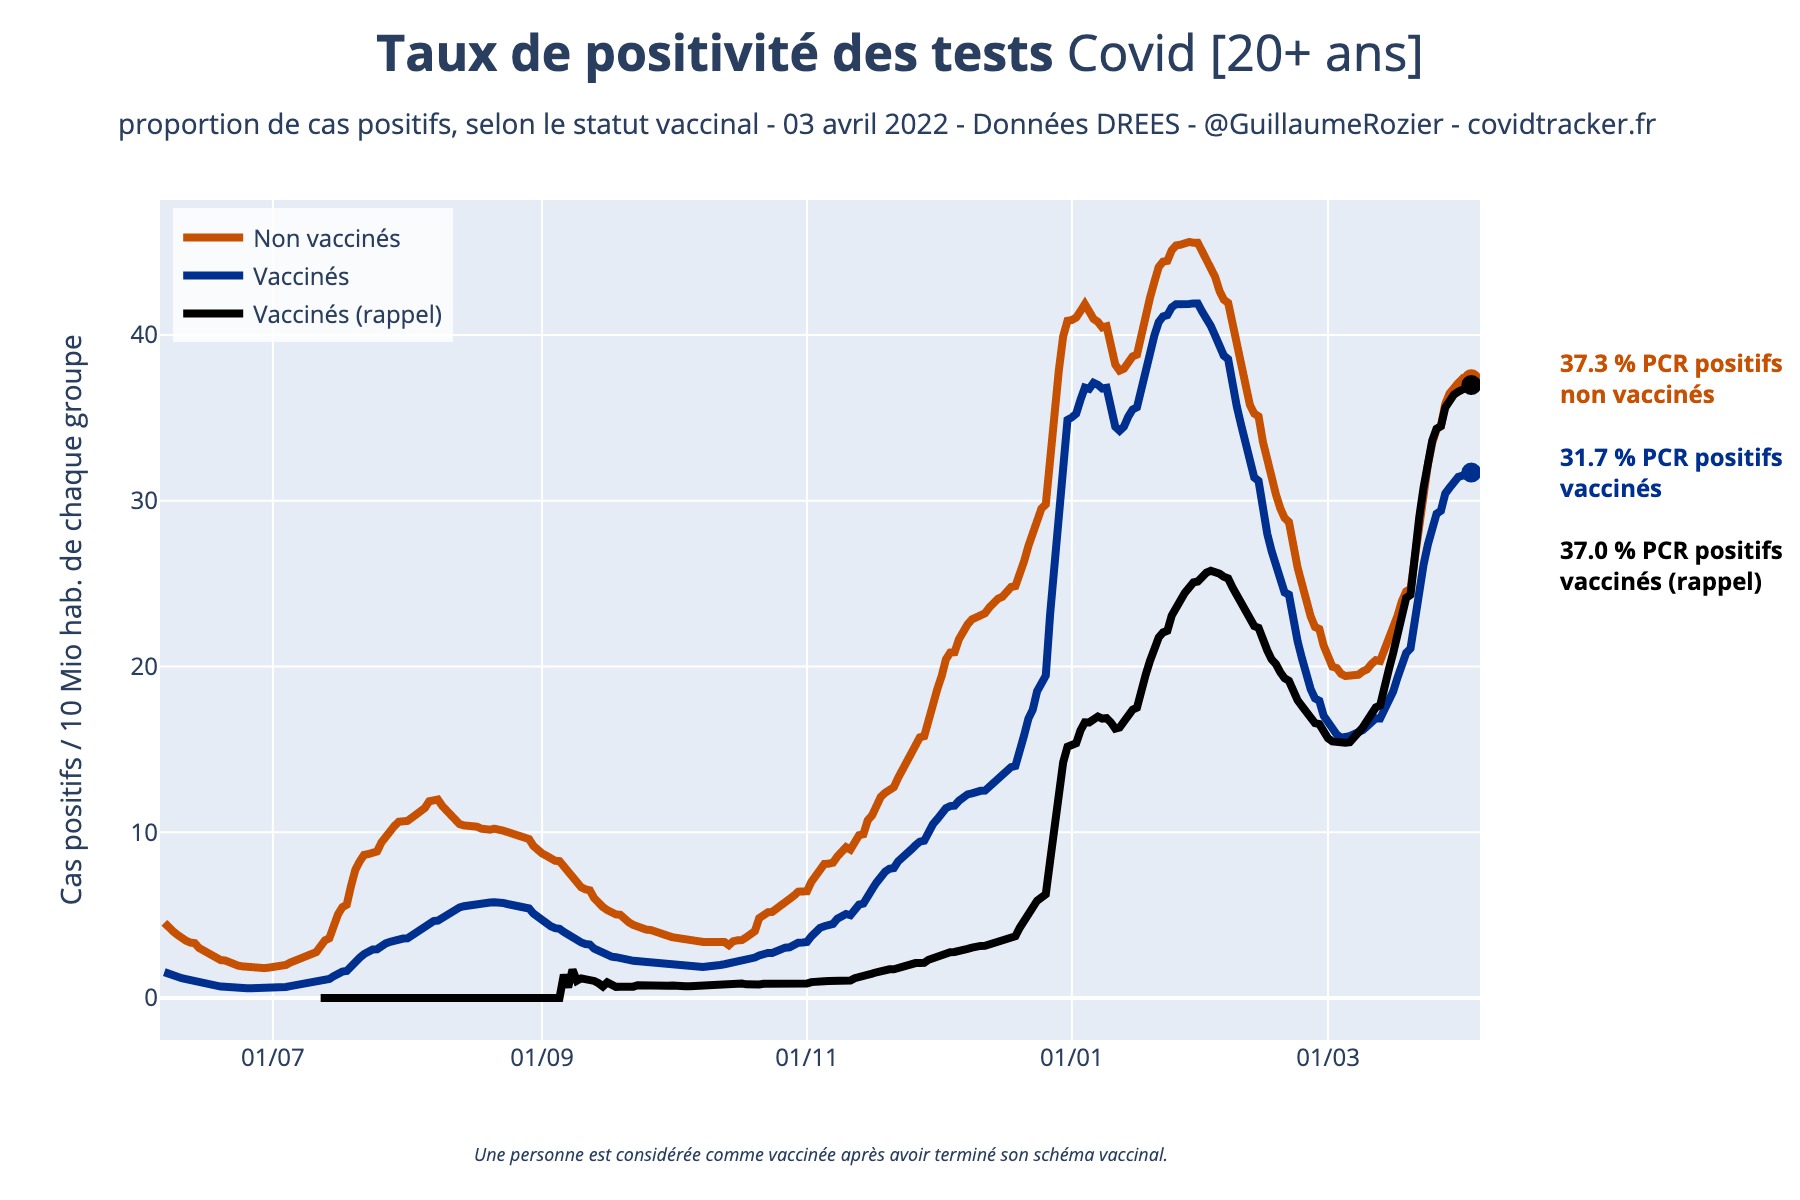 Taux de positivité des tests Covid [20+ ans]
proportion de cas positifs, selon le statut vaccinal - 03 avril 2022 - Données DREES - @GuillaumeRozier - covidtracker.fr
Non vaccinés
Vaccinés
Vaccinés (rappel)
Cas positifs / 10 Mio hab. de chaque groupe
40
30
20
10
0
01/07
01/09
01/11
01/01
01/03
37.3 % PCR positifs
non vaccinés
31.7 % PCR positifs
vaccinés
37.0 % PCR positifs
vaccinés (rappel)
Une personne est considérée comme vaccinée après avoir terminé son schéma vaccinal.